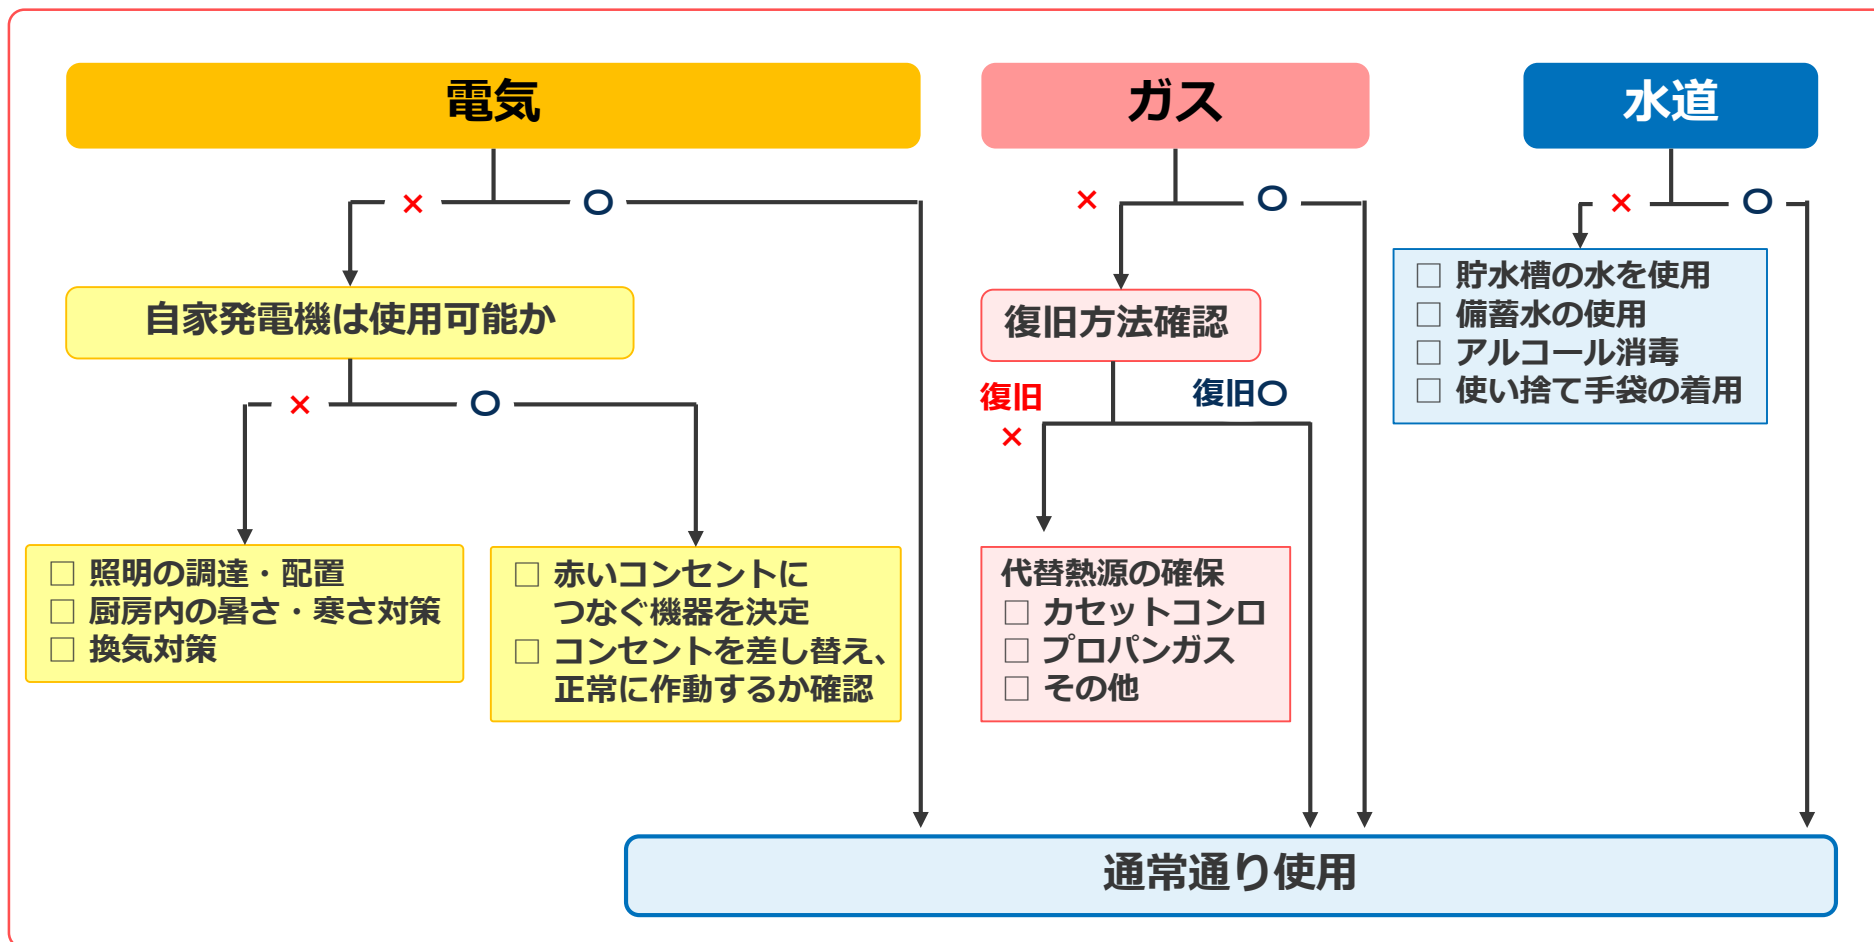 電気
× 〇
自家発電機は使用可能か
× 〇
□ 照明の調達・配置
□ 厨房内の暑さ・寒さ対策
□ 換気対策
□ 赤いコンセントに
つなぐ機器を決定
□ コンセントを差し替え、
正常に作動するか確認
ガス
× 〇
復旧方法確認
復旧
×
復旧〇
代替熱源の確保
□ カセットコンロ
□ プロパンガス
□ その他
水道
× 〇
□ 貯水槽の水を使用
□ 備蓄水の使用
□ アルコール消毒
□ 使い捨て手袋の着用
通常通り使用